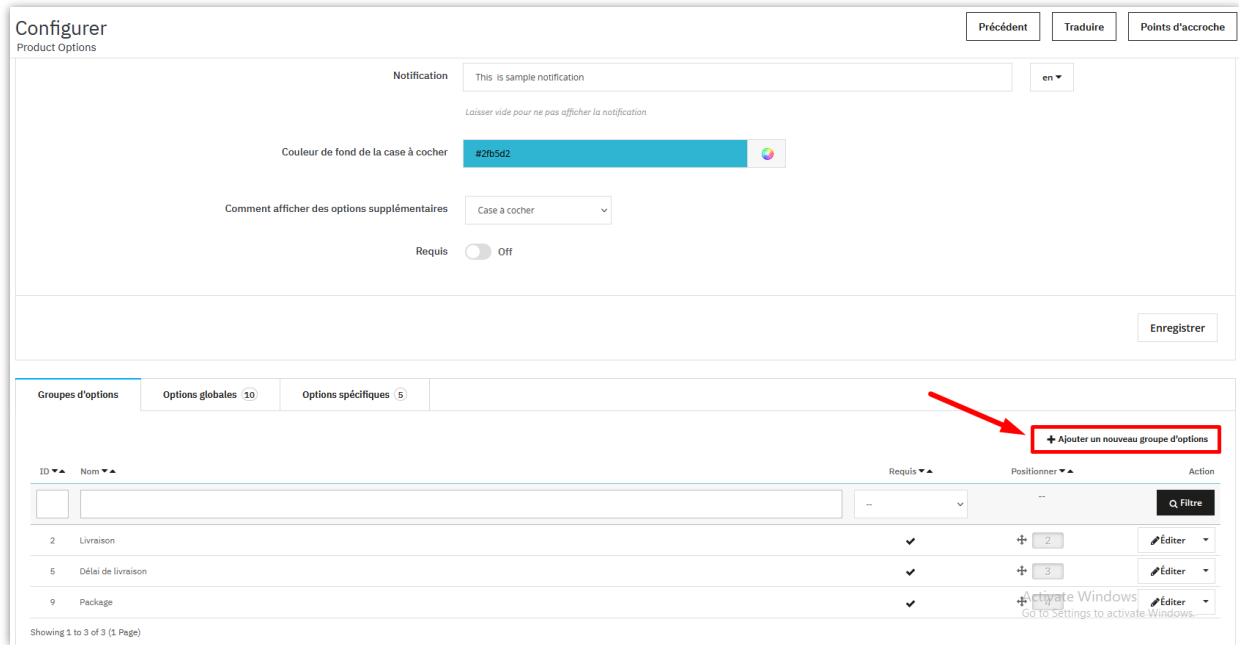 Configurer
Product Options
Précédent Traduire Points d'accroche
Notification This is sample notification en
Laisser vide pour ne pas afficher la notification
Couleur de fond de la case à cocher #2fb5d2
Comment afficher des options supplémentaires Case à cocher
Requis Off
Enregistrer
Groupes d'options Options globales 10 Options spécifiques 5
+ Ajouter un nouveau groupe d'options
ID Nom Requis Positionner Action
-- -- Filtre
2 Livraison 2 Éditer
5 Délai de livraison 3 Éditer
9 Package 4 Éditer
Activate Windows
Go to Settings to activate Windows.
Showing 1 to 3 of 3 (1 Page)